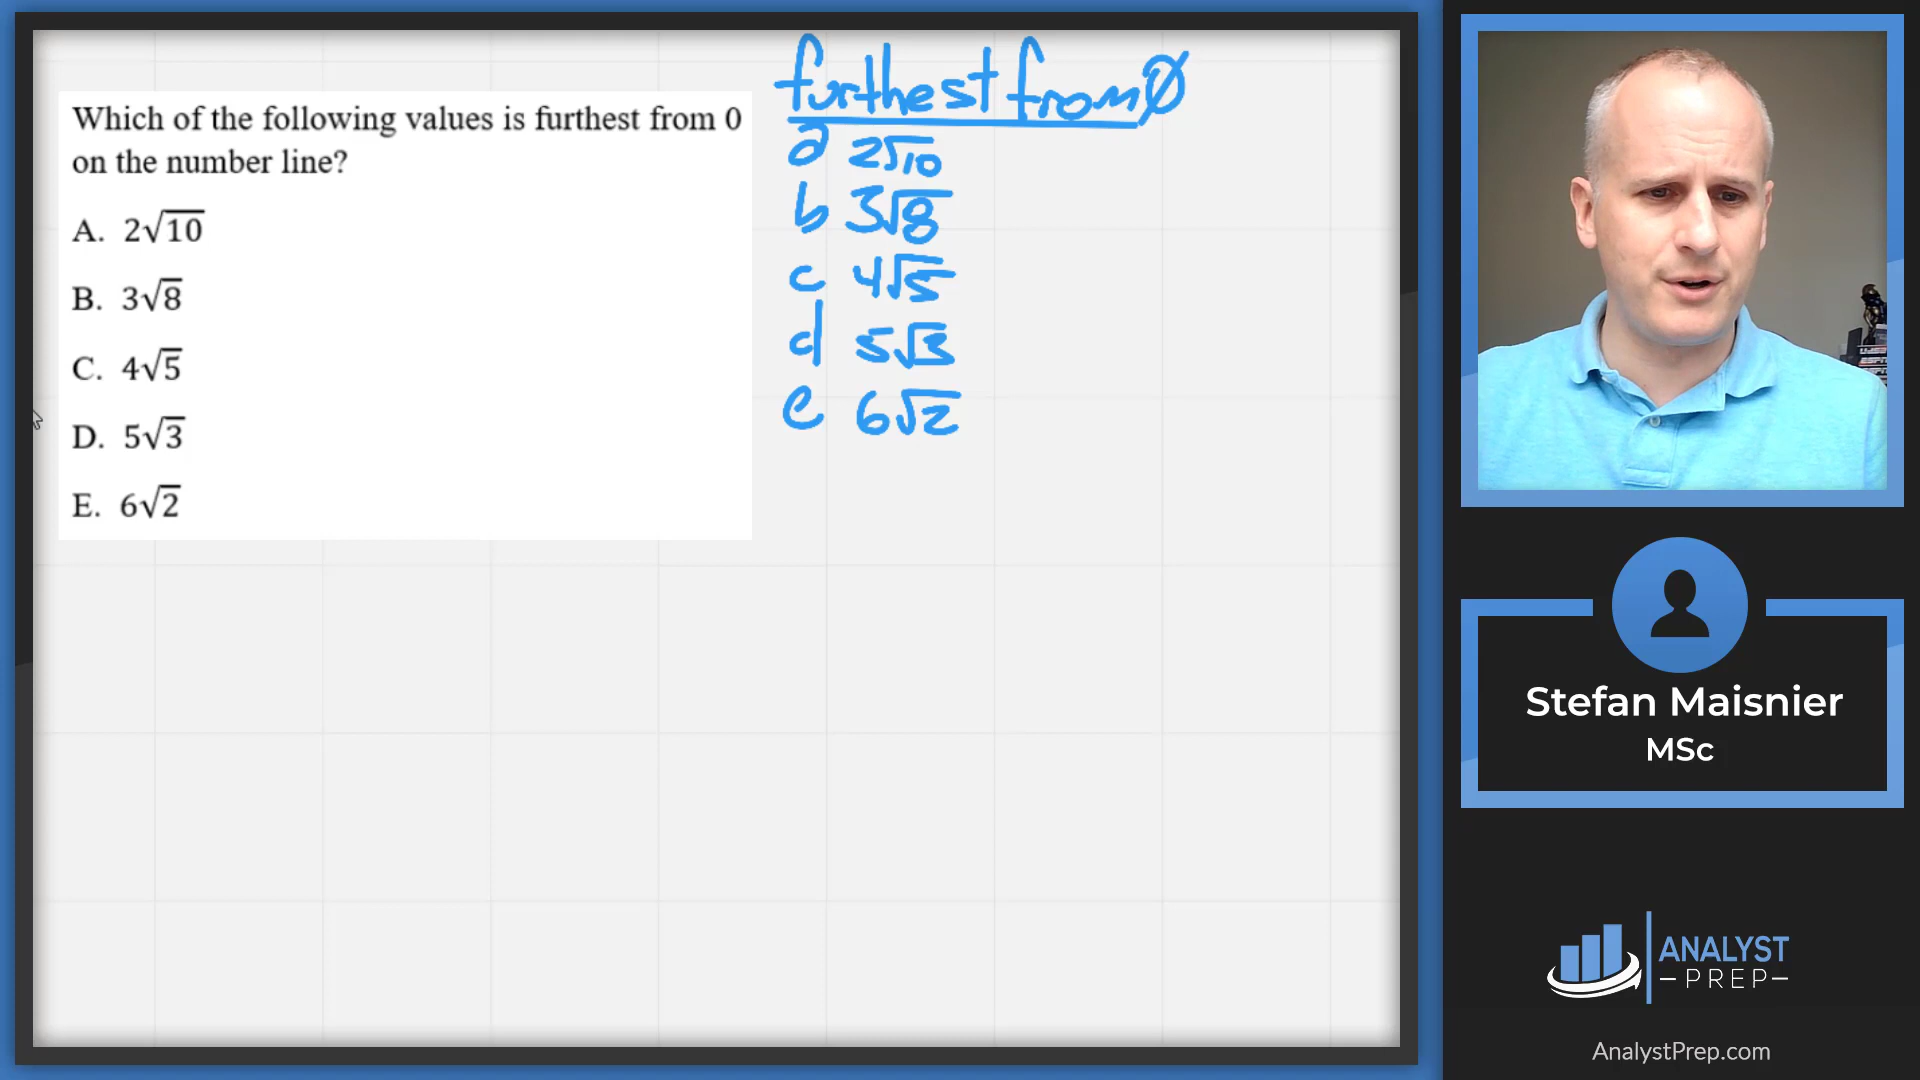 Which of the following values is furthest from 0
on the number line?
A. 2√10
B. 3√8
C. 4√5
D. 5√3
E. 6√2
furthest from 0
a 2√10
b 3√8
c 4√5
d 5√3
e 6√2
Stefan Maisnier
MSc
ANALYST
PREP
AnalystPrep.com